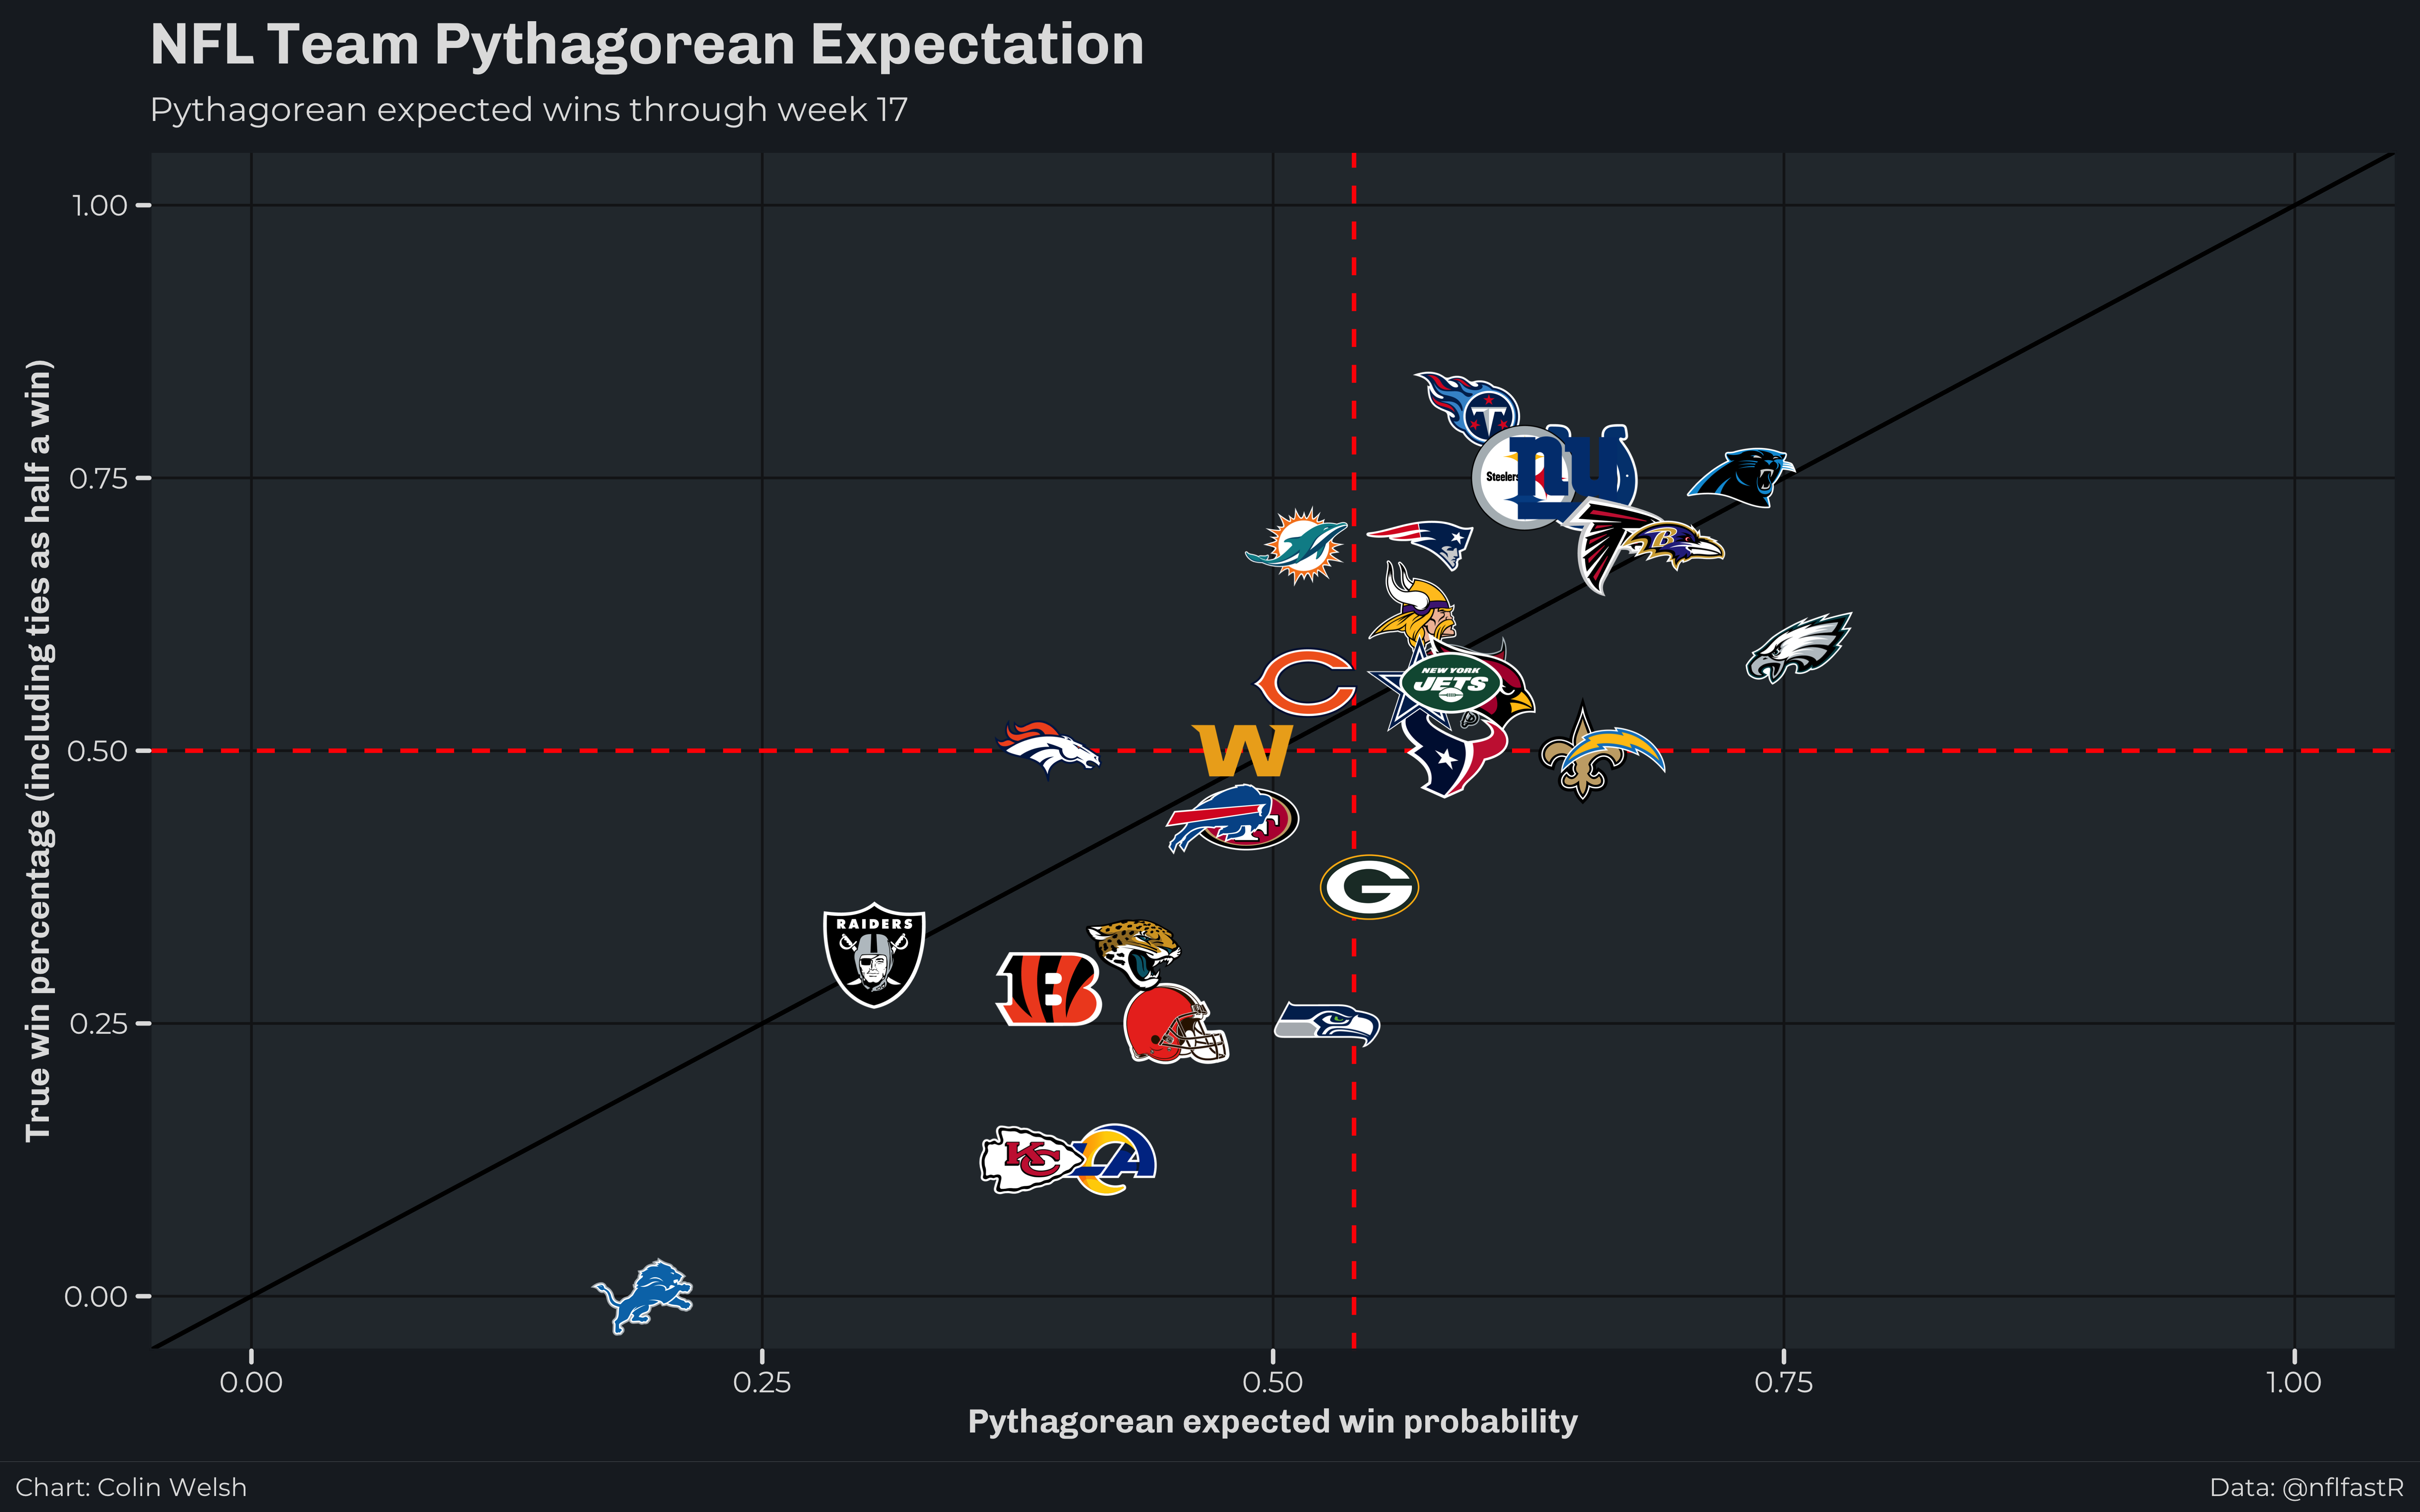 NFL Team Pythagorean Expectation
Pythagorean expected wins through week 17
True win percentage (including ties as half a win)
1.00
0.75
0.50
0.25
0.00
Steelers
NEW YORK
JETS
W
RAIDERS
0.00
0.25
0.50
0.75
1.00
Pythagorean expected win probability
Chart: Colin Welsh
Data: @nflfastR